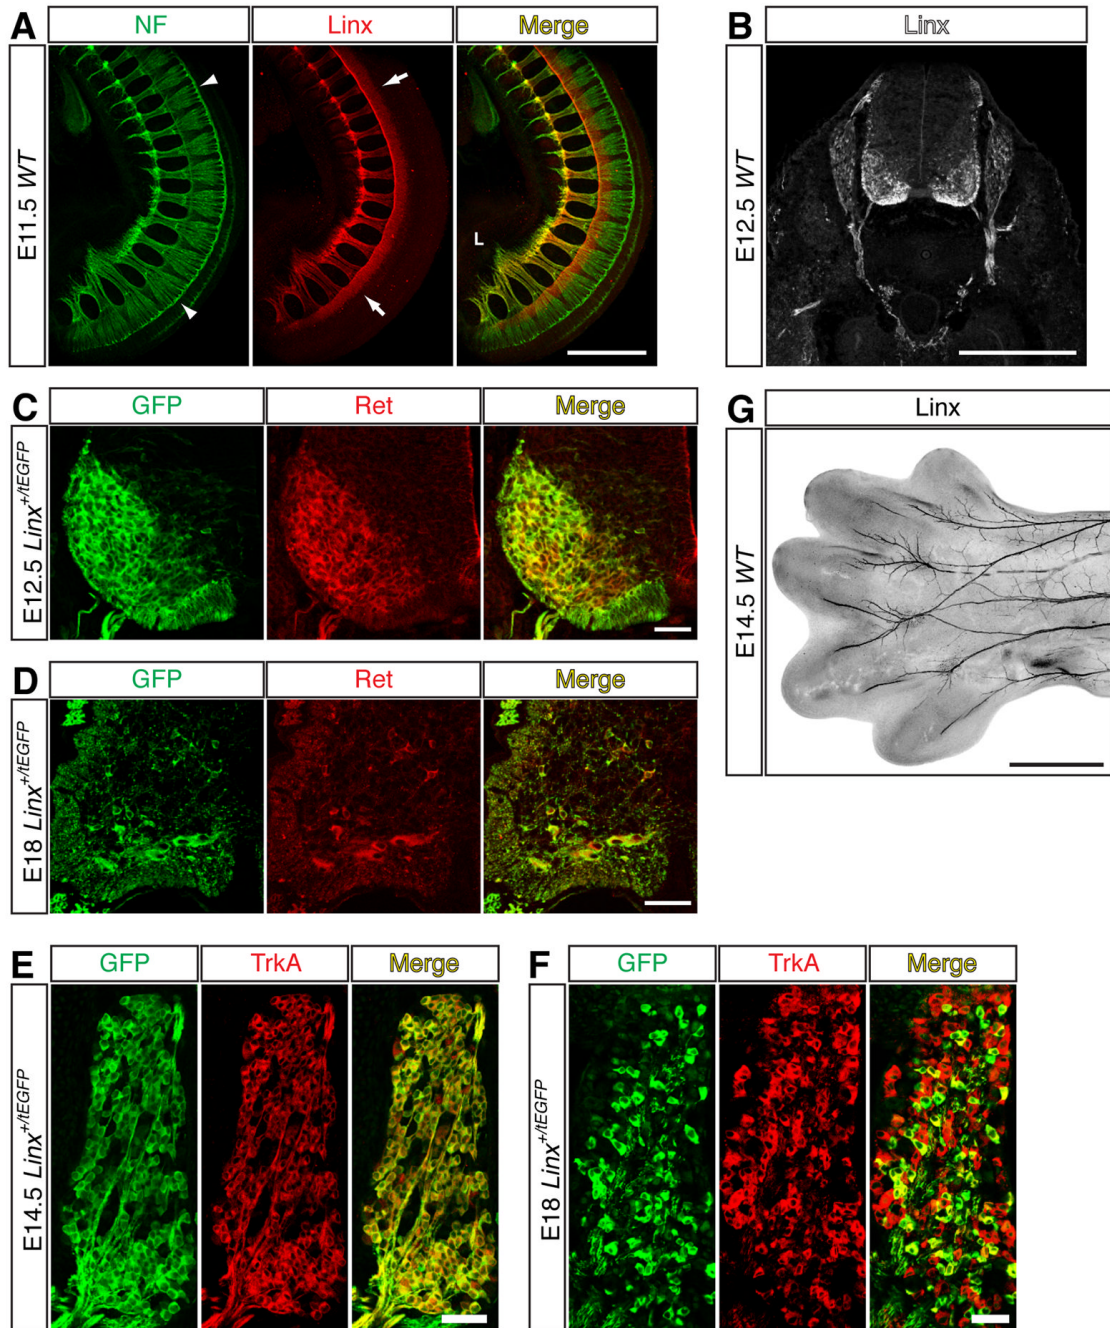 A
NF
Linx
Merge
E11.5 WT
L
B
Linx
E12.5 WT
C
GFP
Ret
Merge
E12.5 Linx+/tEGFP
G
Linx
E14.5 WT
D
GFP
Ret
Merge
E18 Linx+/tEGFP
E
GFP
TrkA
Merge
E14.5 Linx+/tEGFP
F
GFP
TrkA
Merge
E18 Linx+/tEGFP